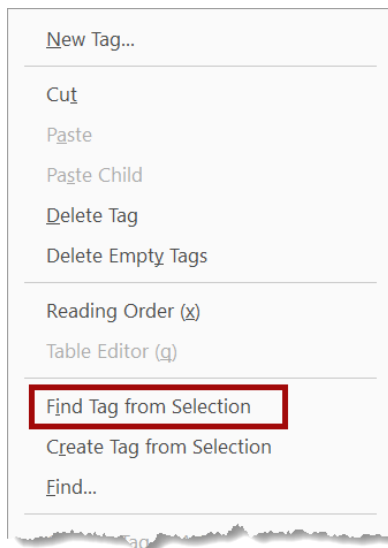 New Tag...
Cut
Paste
Paste Child
Delete Tag
Delete Empty Tags
Reading Order (x)
Table Editor (q)
Find Tag from Selection
Create Tag from Selection
Find...
Tag